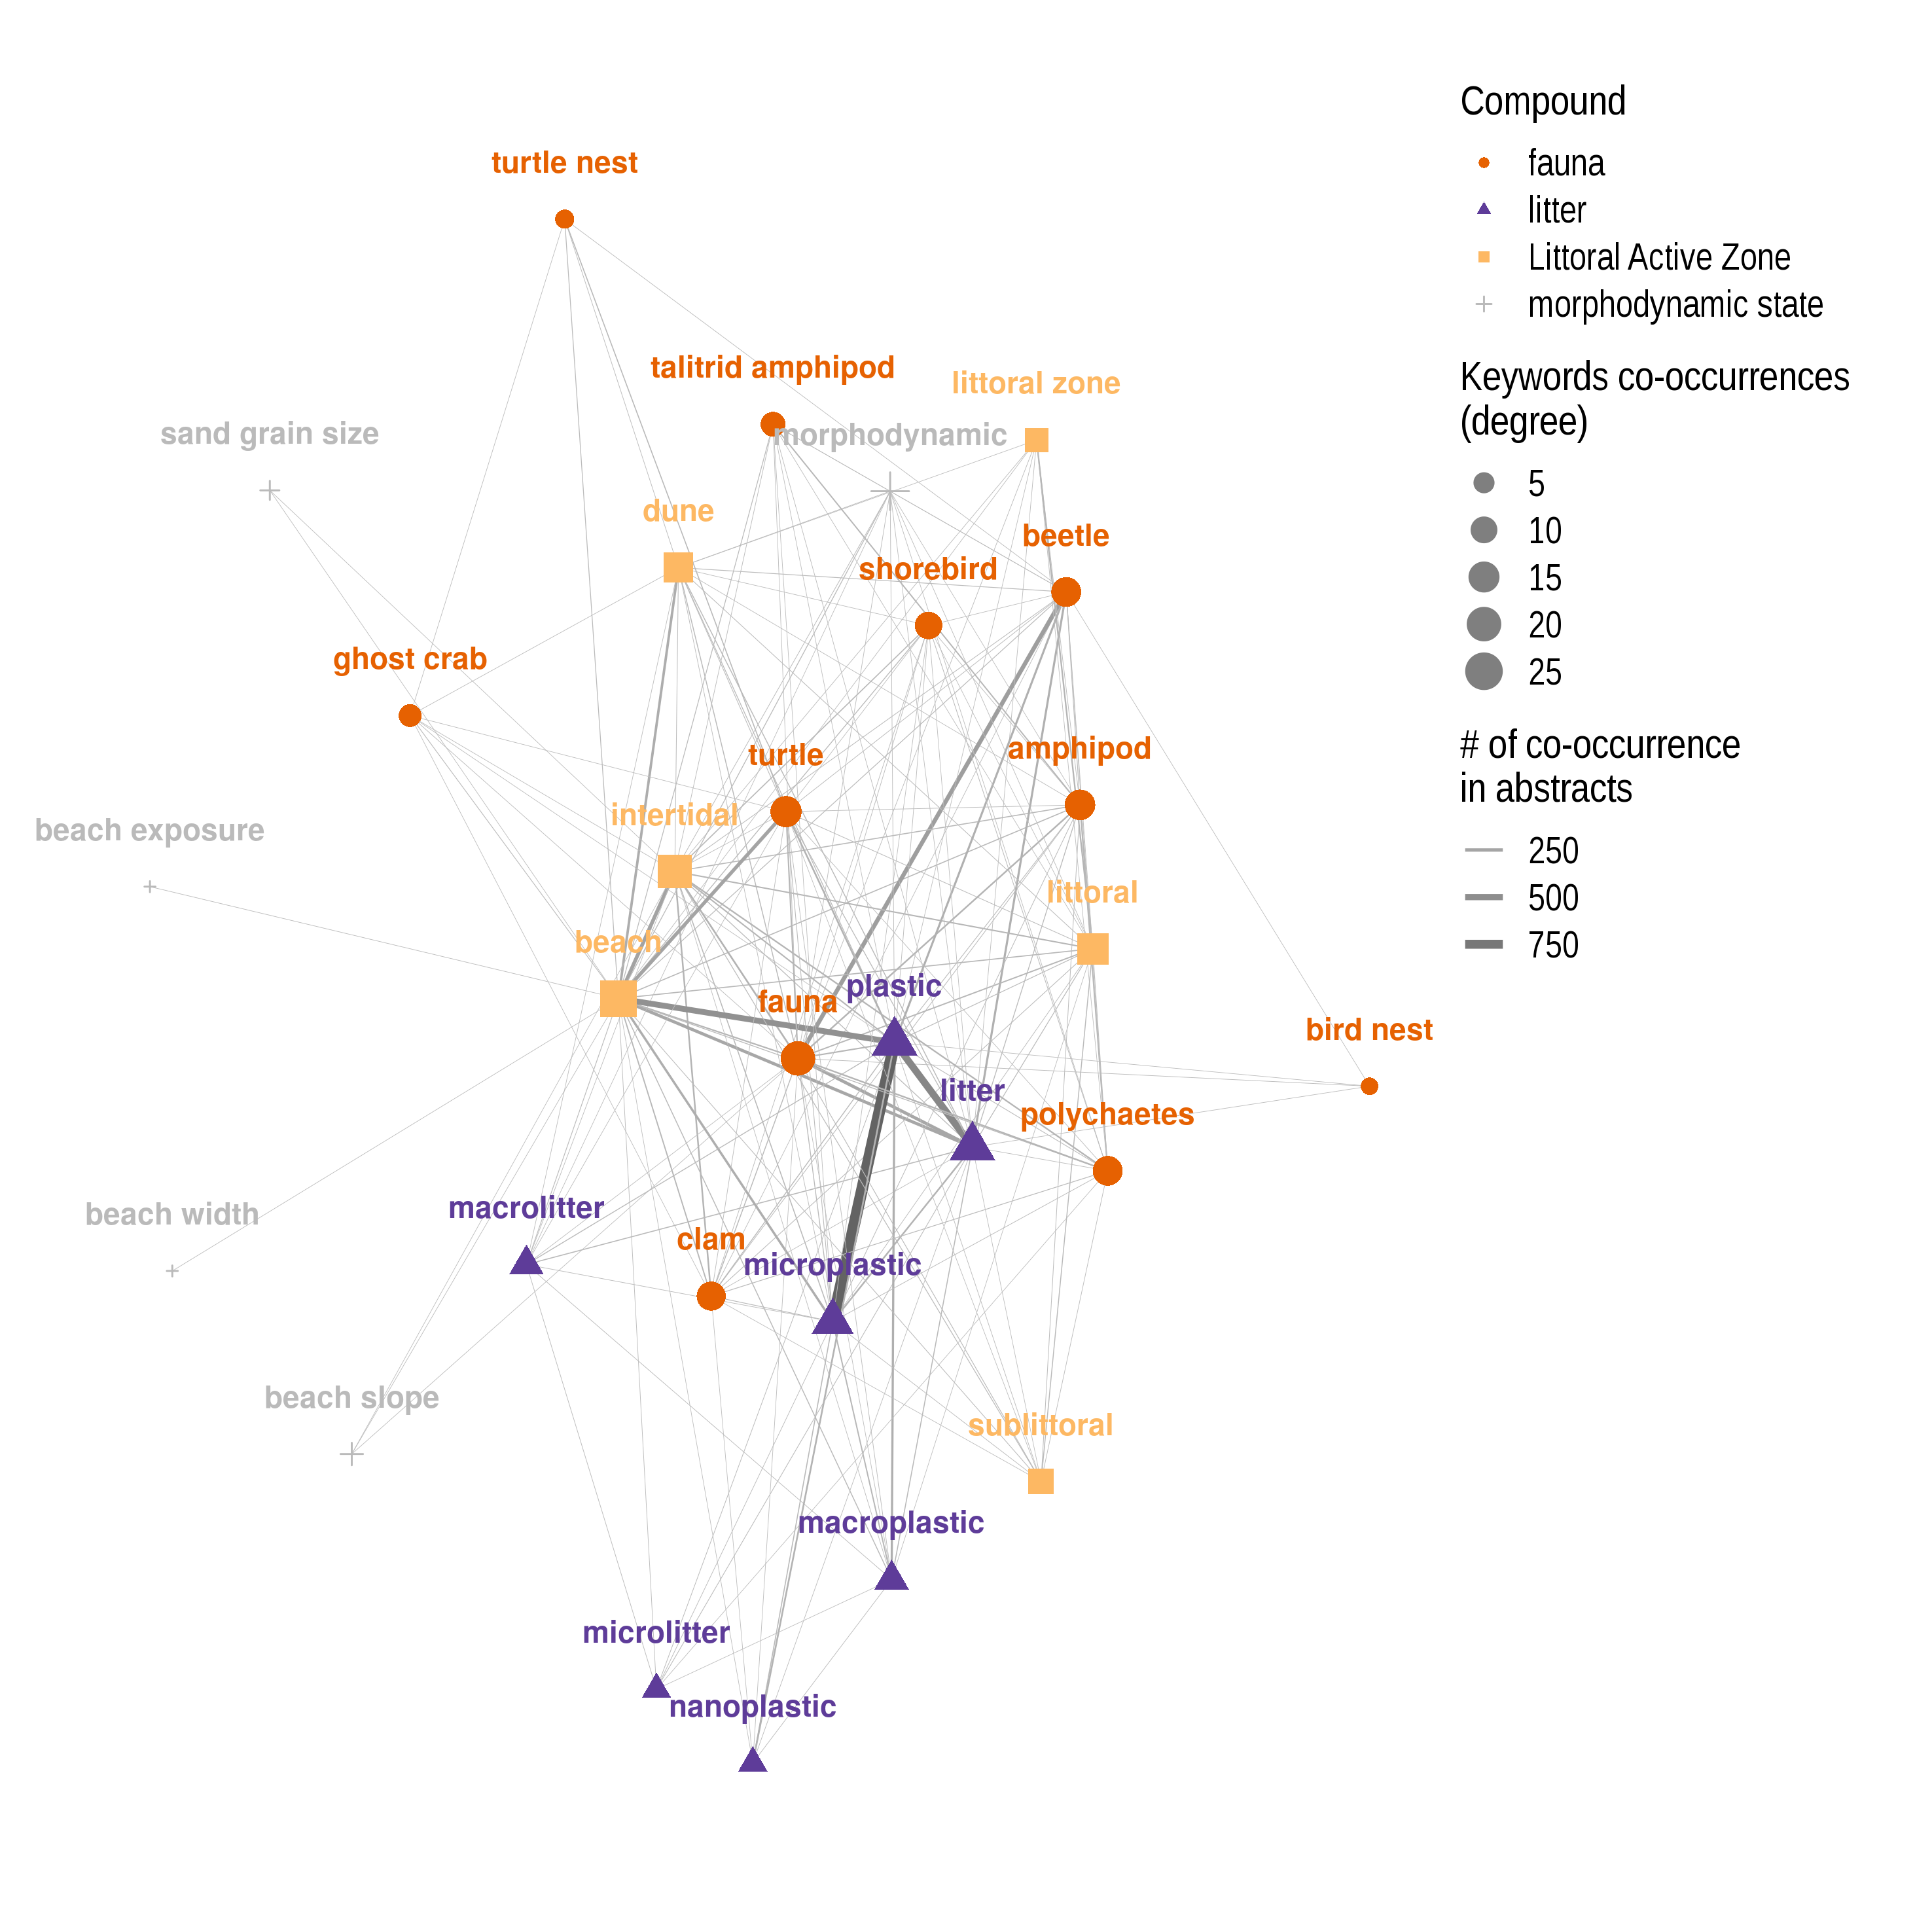 turtle nest
talitrid amphipod
littoral zone
sand grain size
morphodynamic
dune
beetle
shorebird
ghost crab
turtle
amphipod
intertidal
beach exposure
littoral
beach
plastic
fauna
bird nest
litter
polychaetes
macrolitter
beach width
clam
microplastic
beach slope
sublittoral
macroplastic
microlitter
nanoplastic
Compound
fauna
litter
Littoral Active Zone
morphodynamic state
Keywords co-occurrences
(degree)
5
10
15
20
25
# of co-occurrence
in abstracts
250
500
750